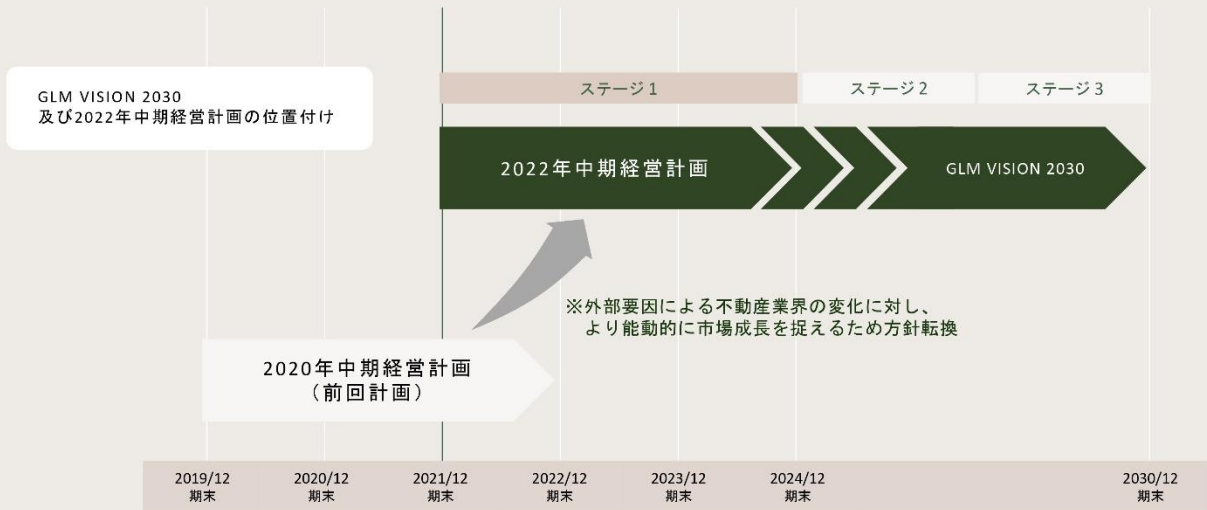 GLM VISION 2030
及び2022年中期経営計画の位置付け
ステージ1
ステージ2
ステージ3
2022年中期経営計画
GLM VISION 2030
※外部要因による不動産業界の変化に対し、
より能動的に市場成長を捉えるため方針転換
2020年中期経営計画
(前回計画)
2019/12
期末
2020/12
期末
2021/12
期末
2022/12
期末
2023/12
期末
2024/12
期末
2030/12
期末